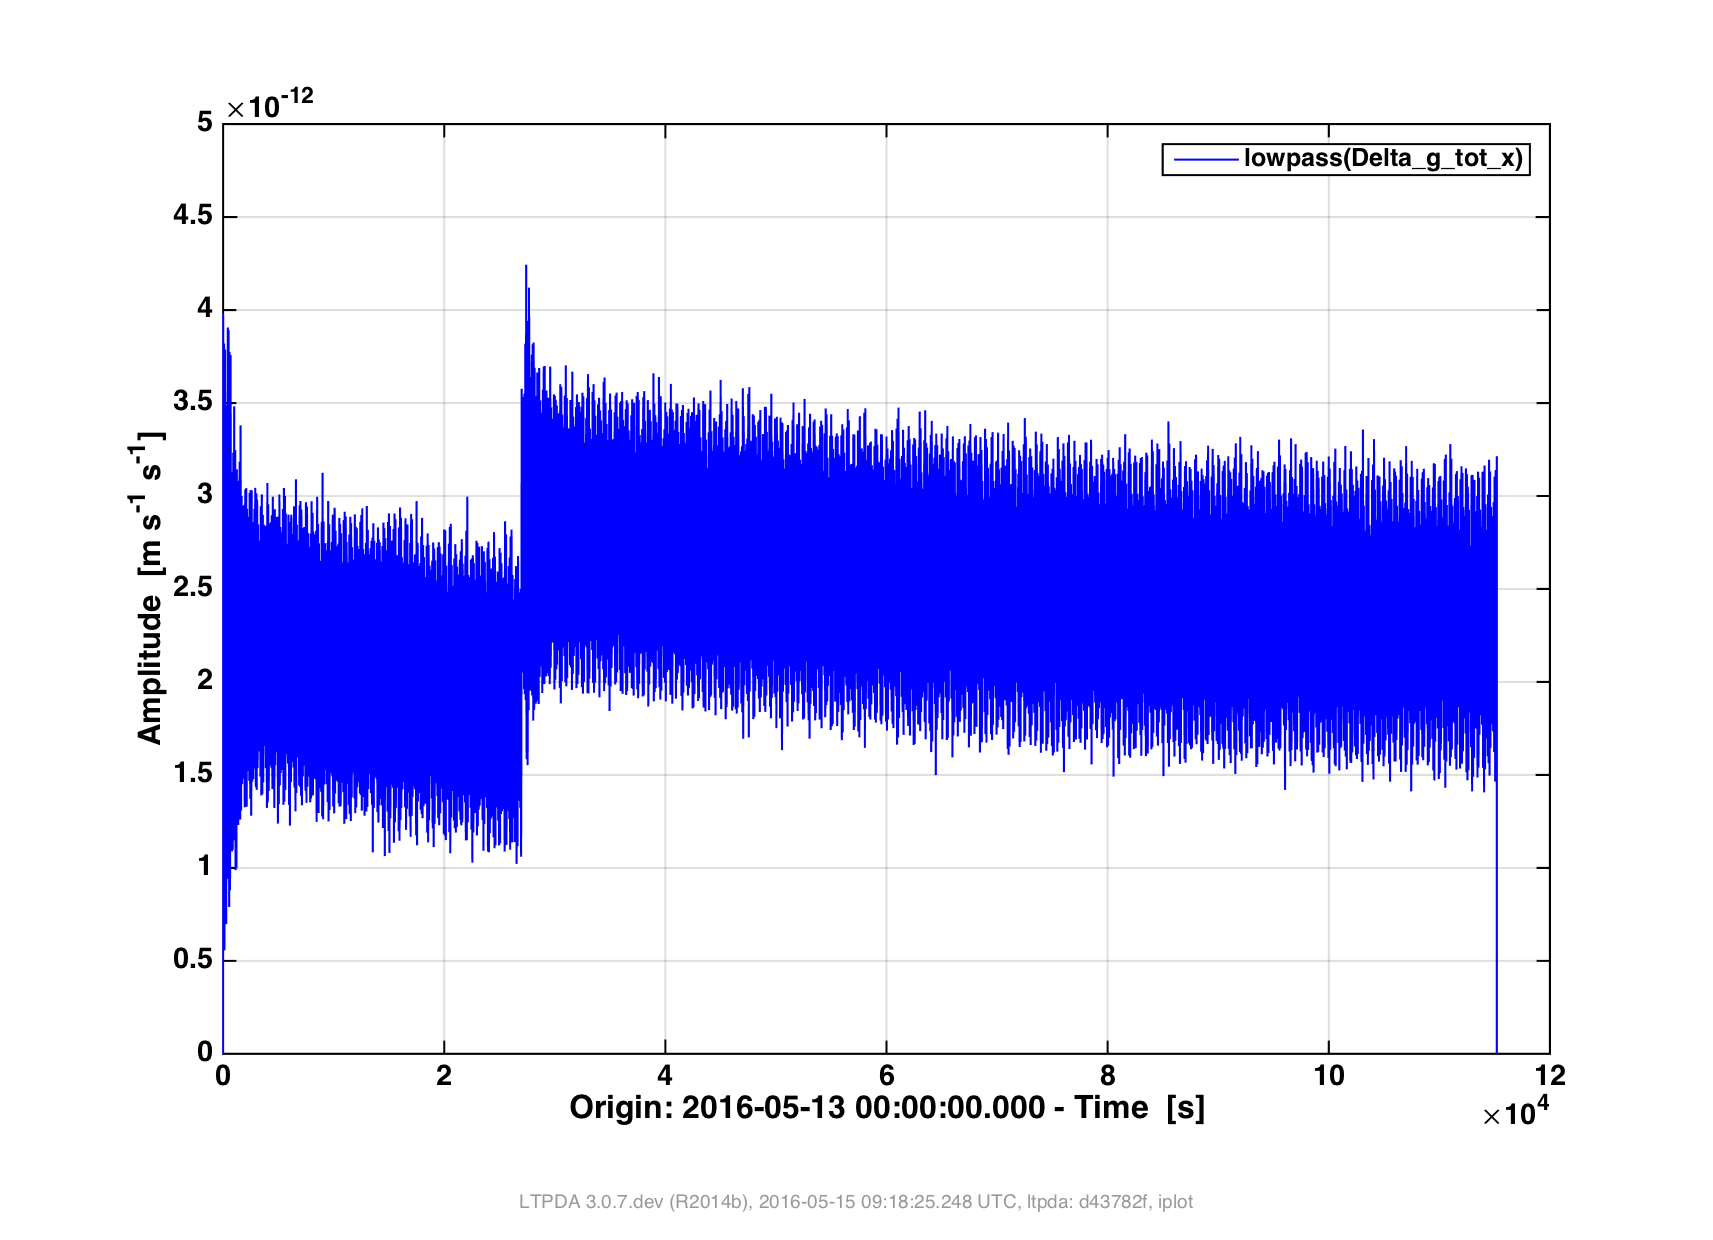 ×10-12
5
4.5
4
3.5
3
2.5
2
1.5
1
0.5
0
Amplitude [m s-1 s-1]
lowpass(Delta_g_tot_x)
0 2 4 6 8 10 12
Origin: 2016-05-13 00:00:00.000 - Time [s]
×104
LTPDA 3.0.7.dev (R2014b), 2016-05-15 09:18:25.248 UTC, ltpda: d43782f, iplot